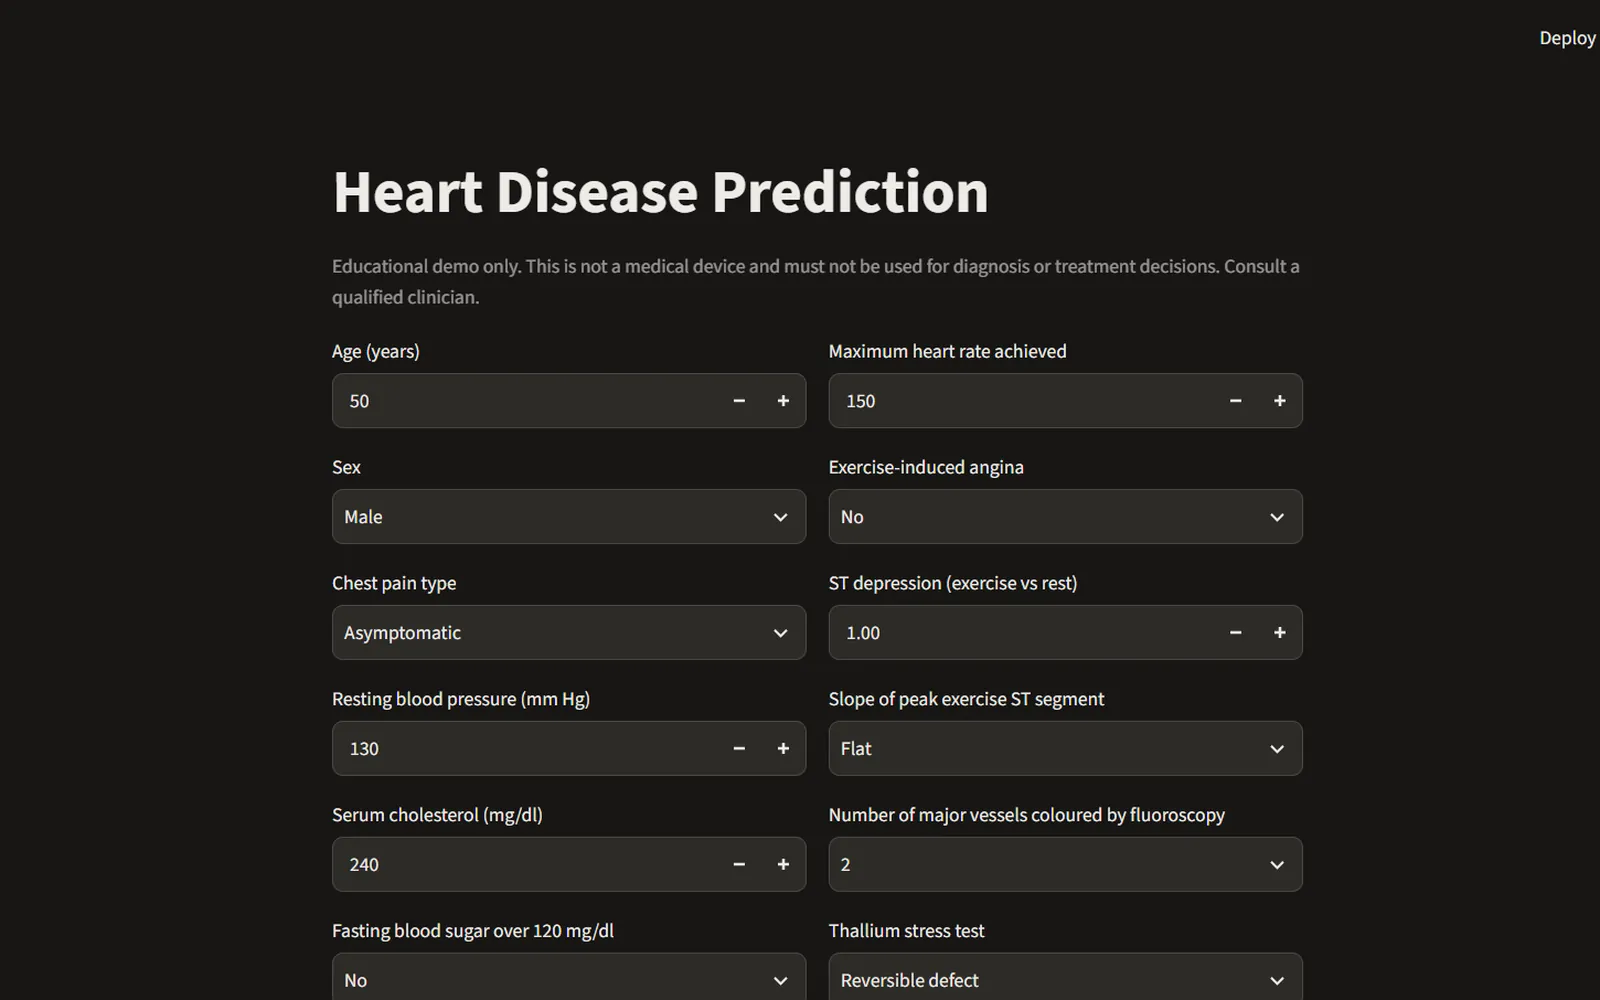 Deploy
Heart Disease Prediction
Educational demo only. This is not a medical device and must not be used for diagnosis or treatment decisions. Consult a
qualified clinician.
Age (years)
50
Sex
Male
Chest pain type
Asymptomatic
Resting blood pressure (mm Hg)
130
Serum cholesterol (mg/dl)
240
Fasting blood sugar over 120 mg/dl
No
Maximum heart rate achieved
150
Exercise-induced angina
No
ST depression (exercise vs rest)
1.00
Slope of peak exercise ST segment
Flat
Number of major vessels coloured by fluoroscopy
2
Thallium stress test
Reversible defect